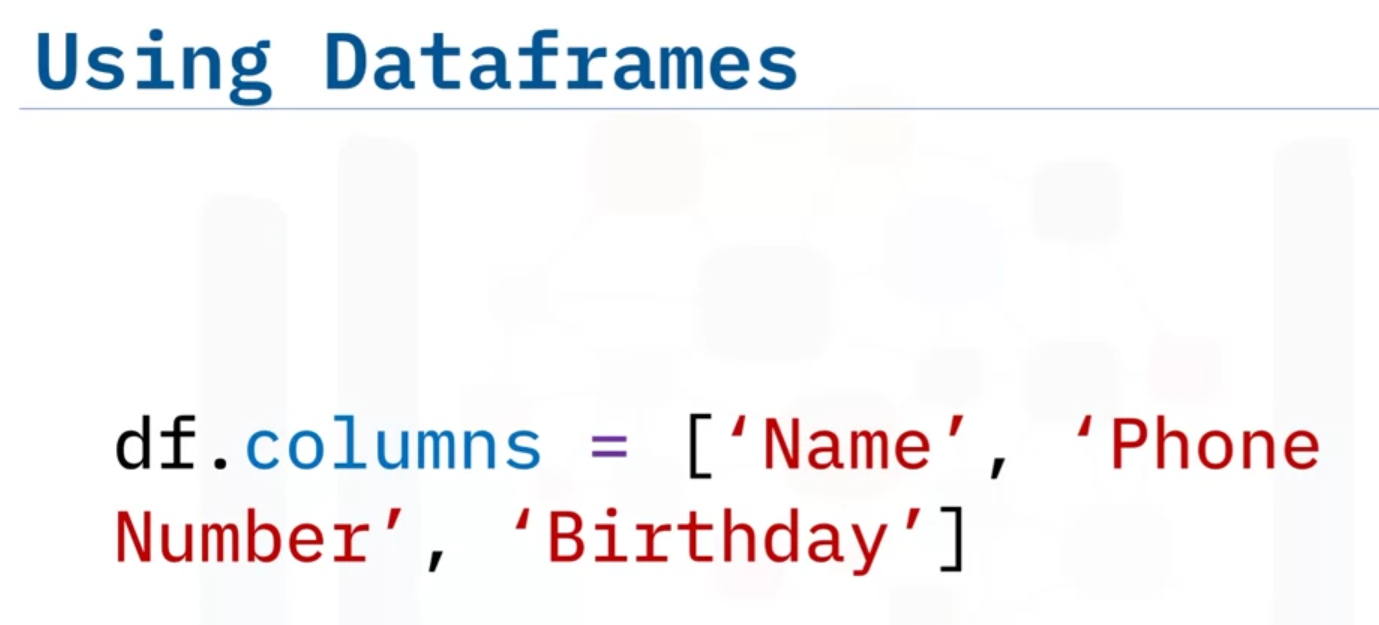 Using Dataframes
df.columns = [‘Name’, ‘Phone
Number’, ‘Birthday’]